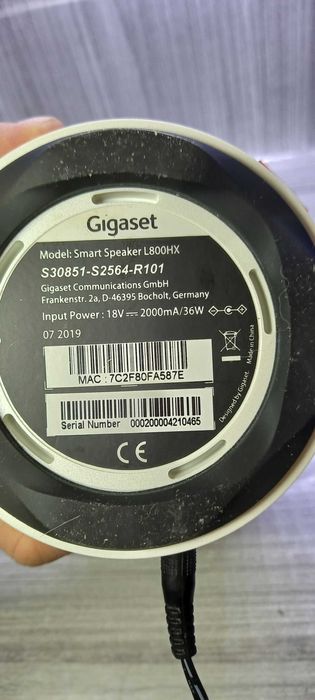 Gigaset
Model: Smart Speaker L800HX
S30851-S2564-R101
Gigaset Communications GmbH
Frankenstr. 2a, D-46395 Bocholt, Germany
Input Power : 18V⎓ 2000mA/36W
07 2019
MAC : 7C2F80FA587E
Serial Number 000200004210465
CE
Designed by Gigaset Made in China